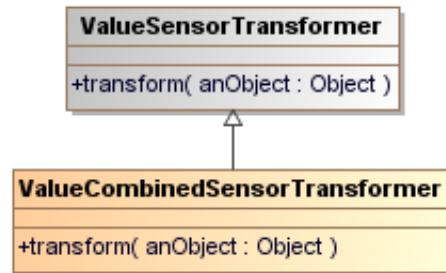 ValueSensorTransformer
+transform( anObject : Object )
ValueCombinedSensorTransformer
+transform( anObject : Object )